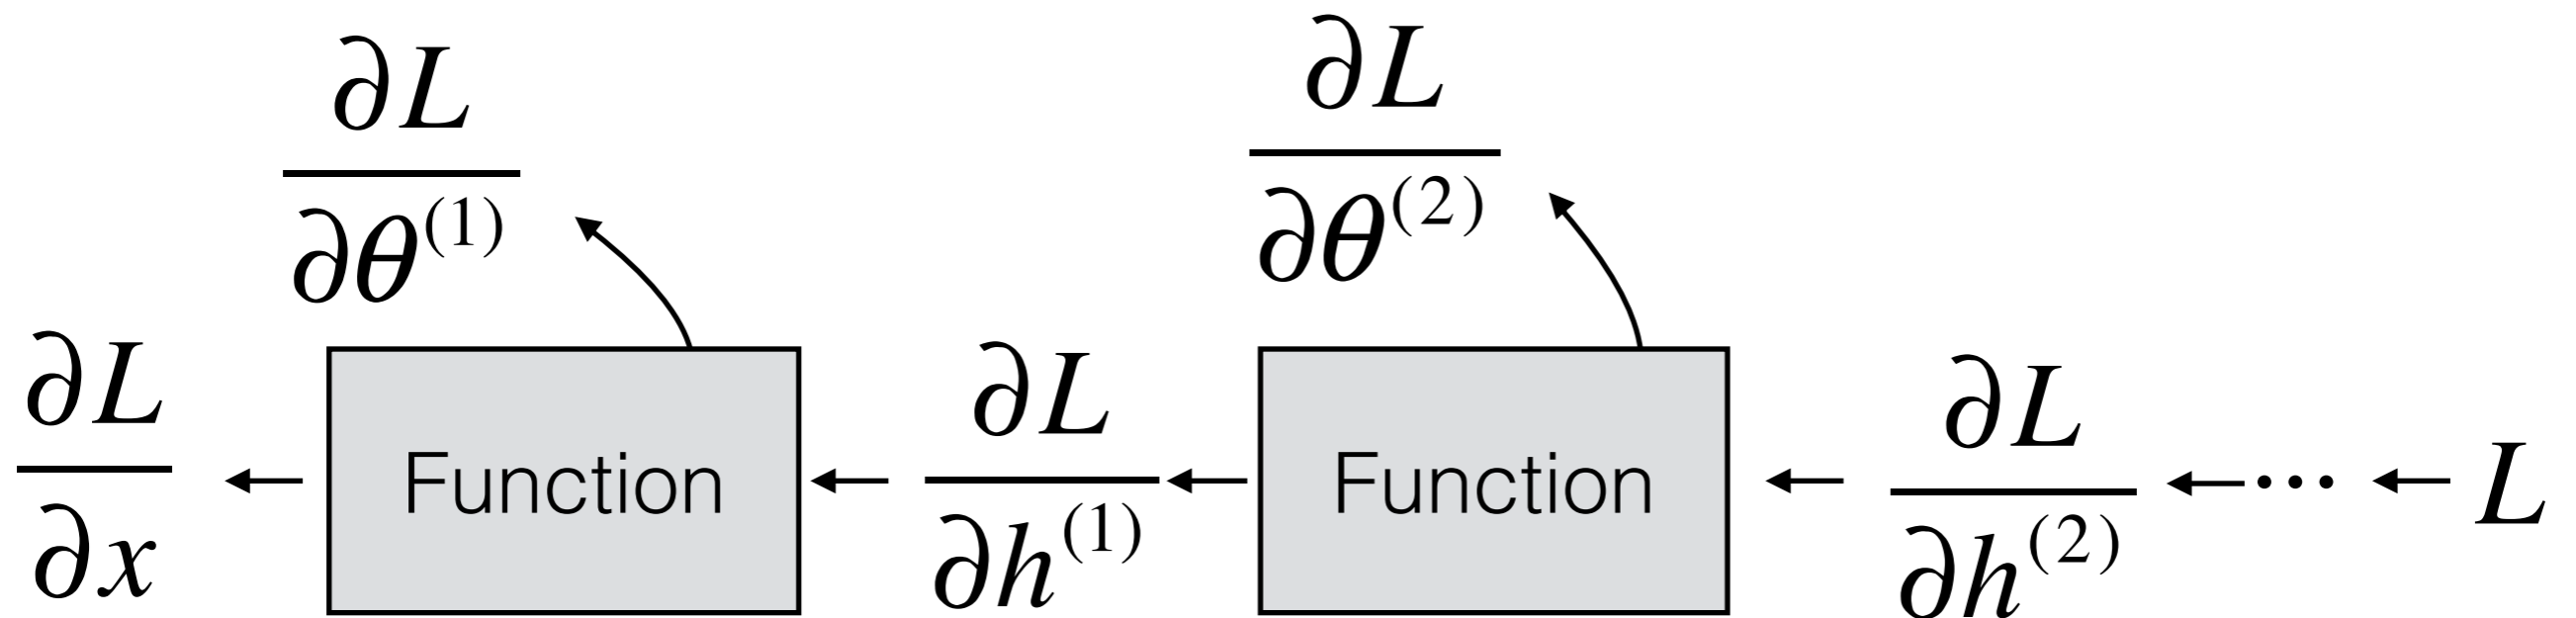 ∂L/∂θ^(1)
∂L/∂θ^(2)
∂L/∂x
Function
∂L/∂h^(1)
Function
∂L/∂h^(2)
...
L